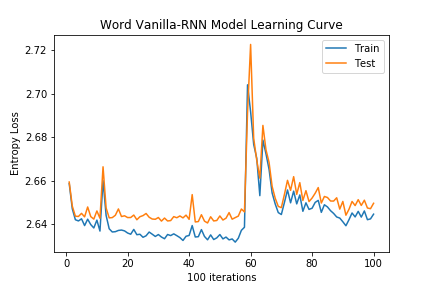 Word Vanilla-RNN Model Learning Curve
Train
Test
2.72
2.70
2.68
2.66
2.64
Entropy Loss
0 20 40 60 80 100
100 iterations